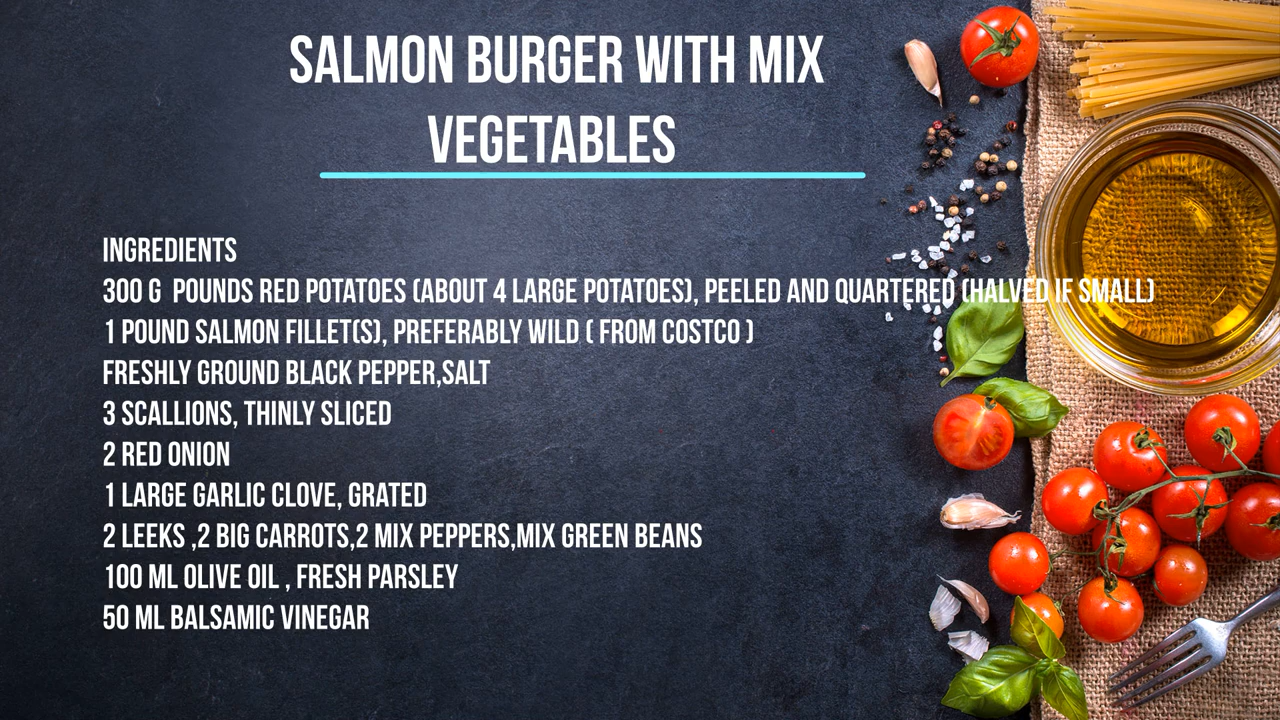 SALMON BURGER WITH MIX
VEGETABLES
INGREDIENTS
300 G  POUNDS RED POTATOES (ABOUT 4 LARGE POTATOES), PEELED AND QUARTERED (HALVED IF SMALL)
1 POUND SALMON FILLET(S), PREFERABLY WILD ( FROM COSTCO )
FRESHLY GROUND BLACK PEPPER,SALT
3 SCALLIONS, THINLY SLICED
2 RED ONION
1 LARGE GARLIC CLOVE, GRATED
2 LEEKS ,2 BIG CARROTS,2 MIX PEPPERS,MIX GREEN BEANS
100 ML OLIVE OIL , FRESH PARSLEY
50 ML BALSAMIC VINEGAR